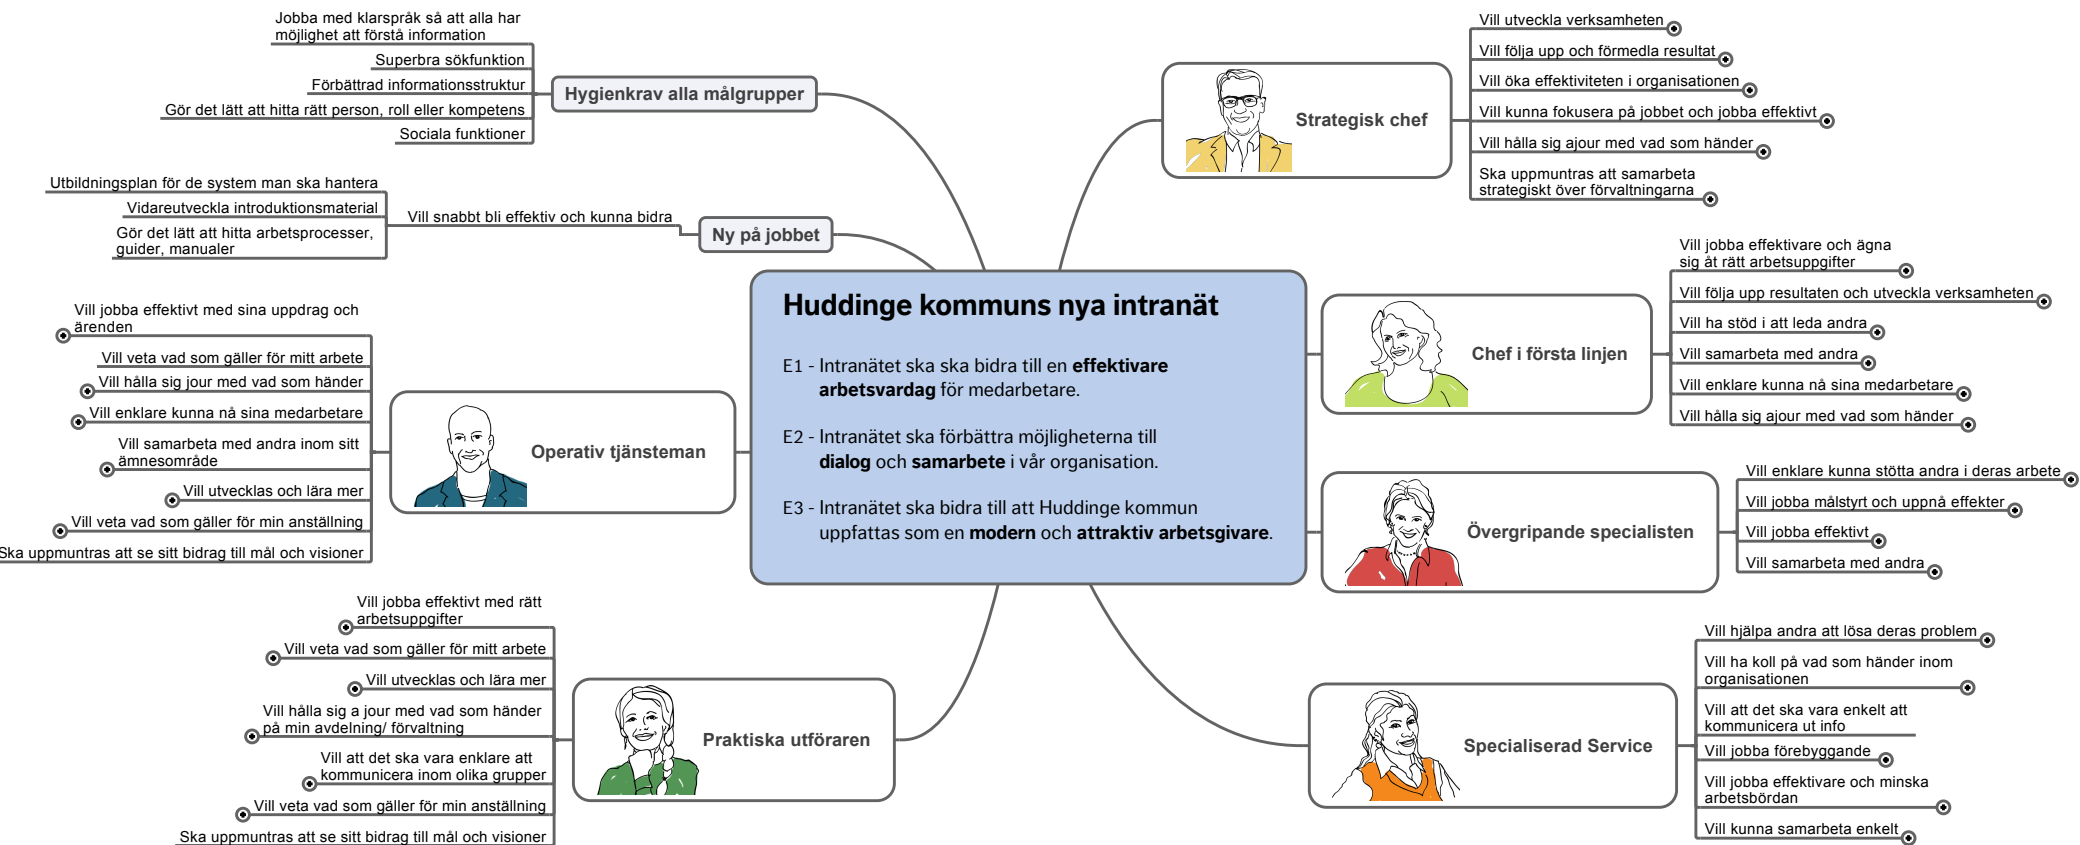 Jobba med klarspråk så att alla har
möjlighet att förstå information
Superbra sökfunktion
Förbättrad informationsstruktur
Gör det lätt att hitta rätt person, roll eller kompetens
Sociala funktioner
Hygienkrav alla målgrupper
Utbildningsplan för de system man ska hantera
Vidareutveckla introduktionsmaterial
Gör det lätt att hitta arbetsprocesser,
guider, manualer
Vill snabbt bli effektiv och kunna bidra
Ny på jobbet
Vill jobba effektivt med sina uppdrag och
ärenden
Vill veta vad som gäller för mitt arbete
Vill hålla sig jour med vad som händer
Vill enklare kunna nå sina medarbetare
Vill samarbeta med andra inom sitt
ämnesområde
Vill utvecklas och lära mer
Vill veta vad som gäller för min anställning
Ska uppmuntras att se sitt bidrag till mål och visioner
Operativ tjänsteman
Vill jobba effektivt med rätt
arbetsuppgifter
Vill veta vad som gäller för mitt arbete
Vill utvecklas och lära mer
Vill hålla sig a jour med vad som händer
på min avdelning/ förvaltning
Vill att det ska vara enklare att
kommunicera inom olika grupper
Vill veta vad som gäller för min anställning
Ska uppmuntras att se sitt bidrag till mål och visioner
Praktiska utföraren
Huddinge kommuns nya intranät
E1 - Intranätet ska ska bidra till en effektivare
arbetsvardag för medarbetare.
E2 - Intranätet ska förbättra möjligheterna till
dialog och samarbete i vår organisation.
E3 - Intranätet ska bidra till att Huddinge kommun
uppfattas som en modern och attraktiv arbetsgivare.
Strategisk chef
Vill utveckla verksamheten
Vill följa upp och förmedla resultat
Vill öka effektiviteten i organisationen
Vill kunna fokusera på jobbet och jobba effektivt
Vill hålla sig ajour med vad som händer
Ska uppmuntras att samarbeta
strategiskt över förvaltningarna
Chef i första linjen
Vill jobba effektivare och ägna
sig åt rätt arbetsuppgifter
Vill följa upp resultaten och utveckla verksamheten
Vill ha stöd i att leda andra
Vill samarbeta med andra
Vill enklare kunna nå sina medarbetare
Vill hålla sig ajour med vad som händer
Övergripande specialisten
Vill enklare kunna stötta andra i deras arbete
Vill jobba målstyrt och uppnå effekter
Vill jobba effektivt
Vill samarbeta med andra
Specialiserad Service
Vill hjälpa andra att lösa deras problem
Vill ha koll på vad som händer inom
organisationen
Vill att det ska vara enkelt att
kommunicera ut info
Vill jobba förebyggande
Vill jobba effektivare och minska
arbetsbördan
Vill kunna samarbeta enkelt